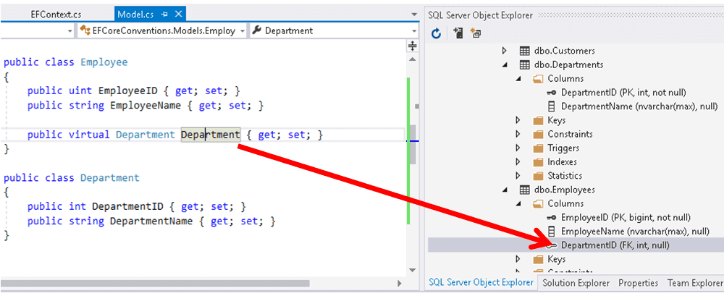 EFContext.cs
Model.cs
EFCoreConventions.Models.Employ
Department
public class Employee
{
public uint EmployeeID { get; set; }
public string EmployeeName { get; set; }
public virtual Department Department { get; set; }
}
public class Department
{
public int DepartmentID { get; set; }
public string DepartmentName { get; set; }
}
SQL Server Object Explorer
dbo.Customers
dbo.Departments
Columns
DepartmentID (PK, int, not null)
DepartmentName (nvarchar(max), null)
Keys
Constraints
Triggers
Indexes
Statistics
dbo.Employees
Columns
EmployeeID (PK, bigint, not null)
EmployeeName (nvarchar(max), null)
DepartmentID (FK, int, null)
Keys
Constraints
SQL Server Object Explorer Solution Explorer Properties Team Explorer